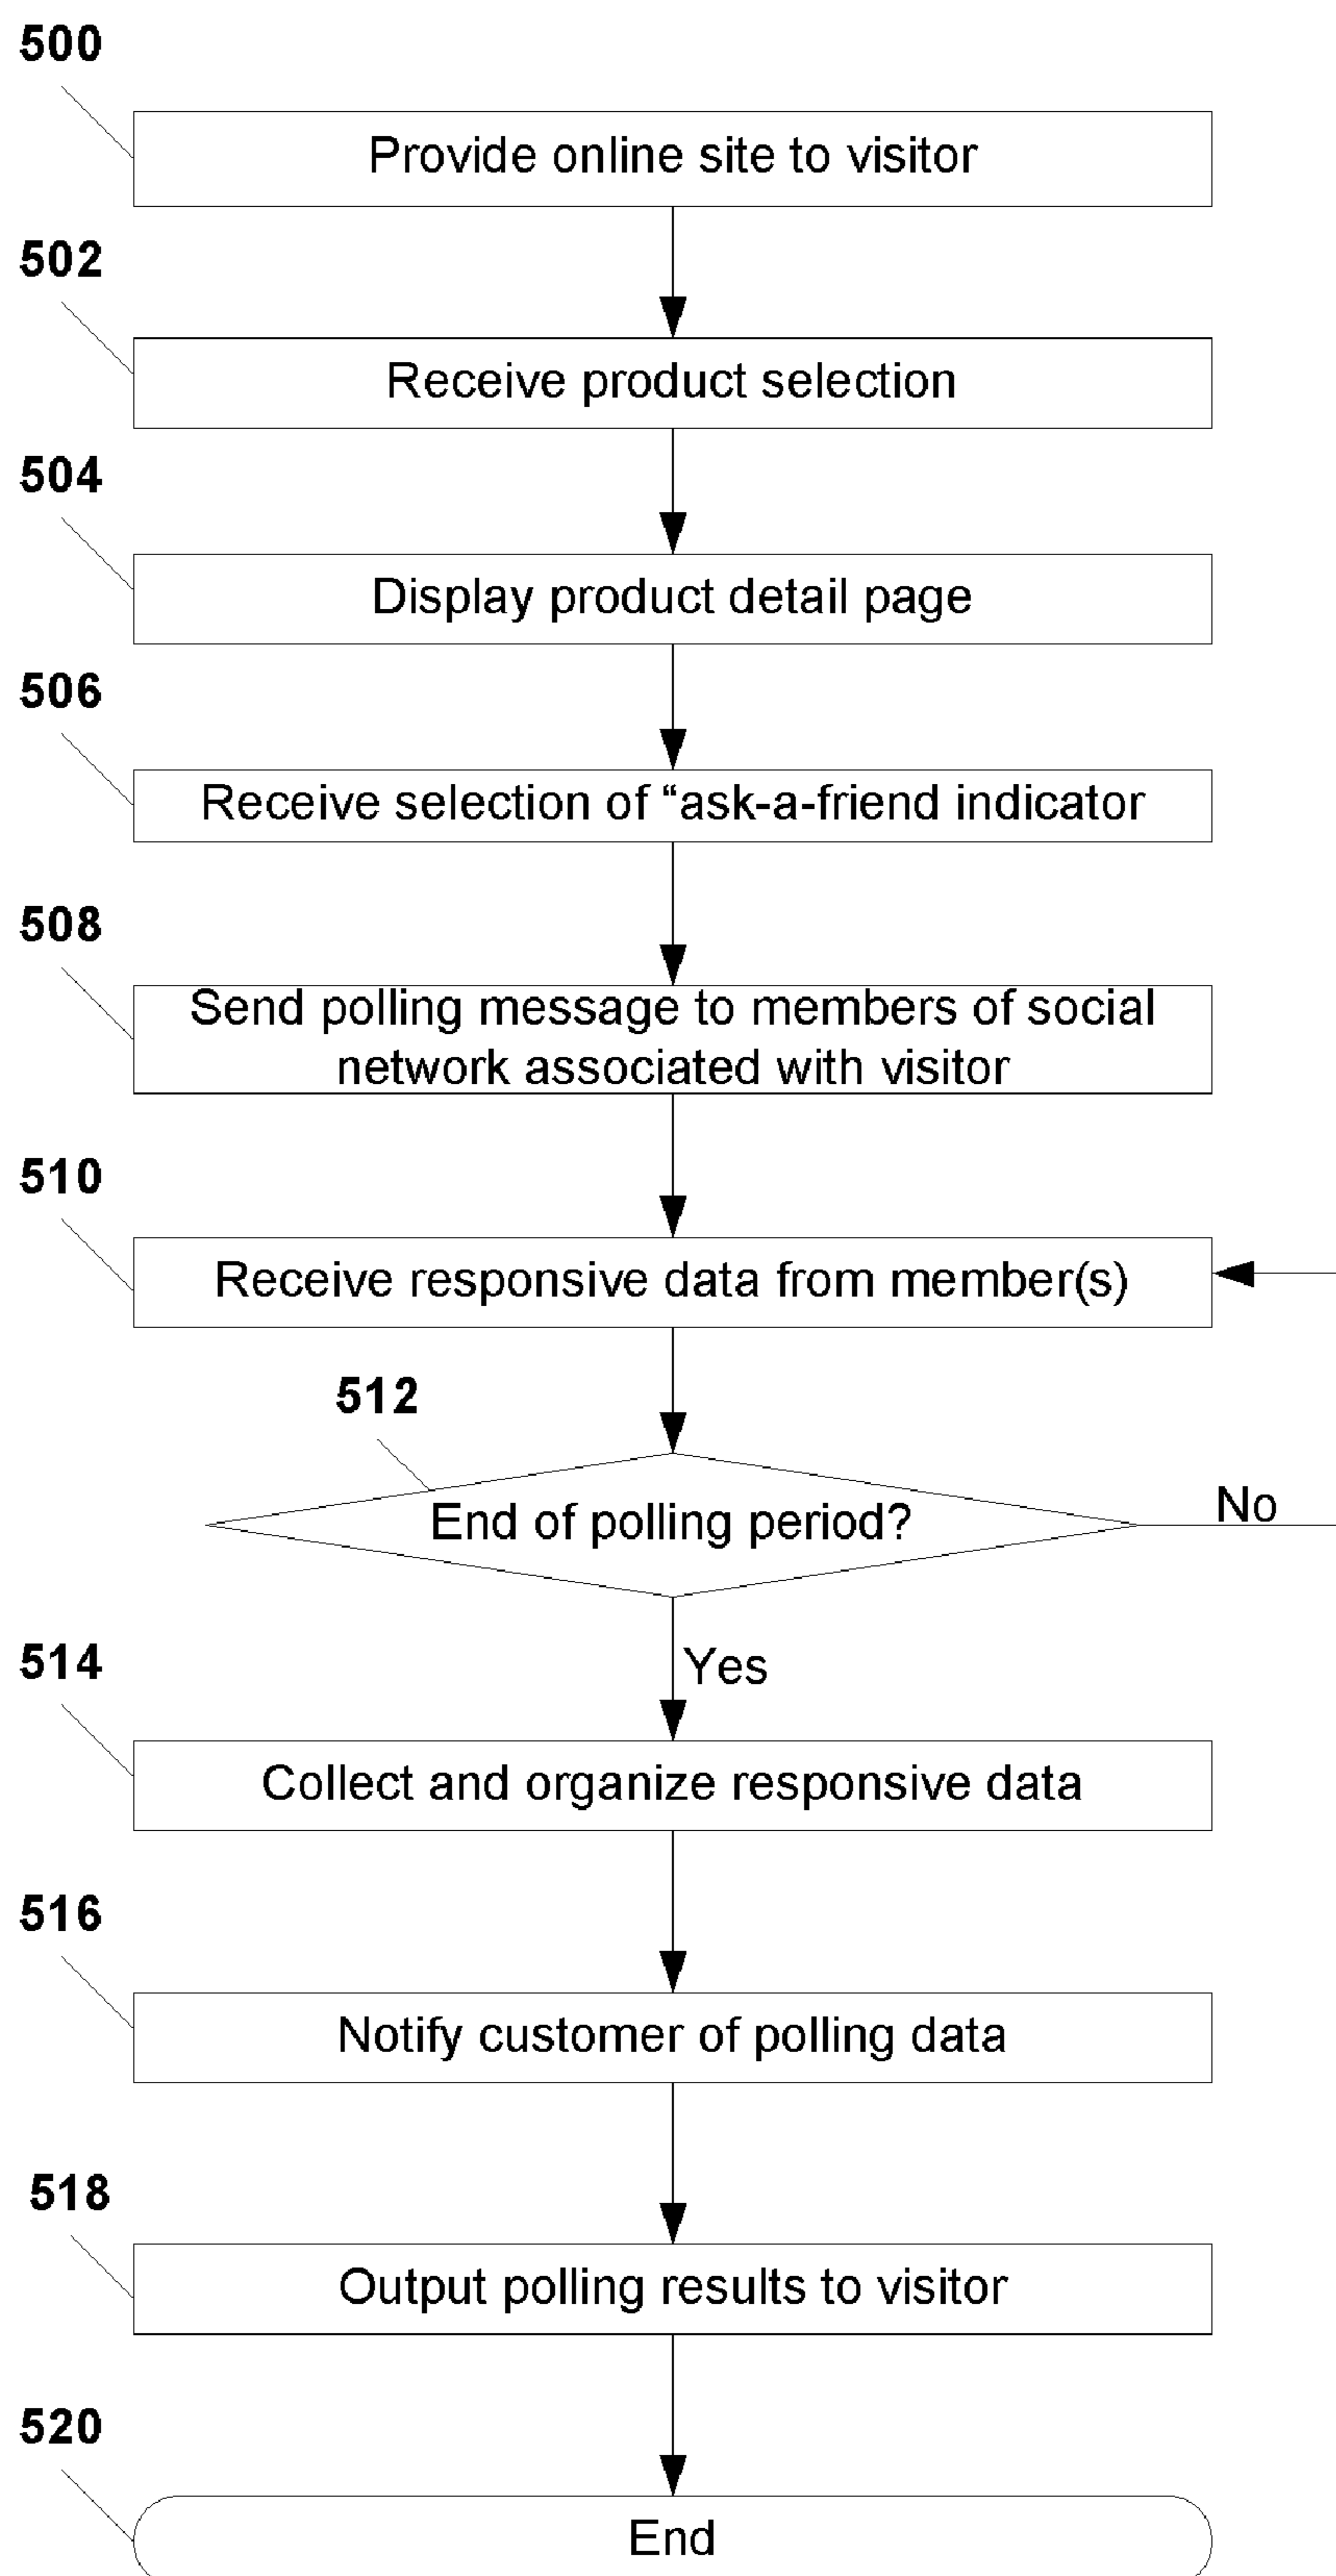 500
Provide online site to visitor
502
Receive product selection
504
Display product detail page
506
Receive selection of “ask-a-friend indicator
508
Send polling message to members of social
network associated with visitor
510
Receive responsive data from member(s)
512
End of polling period?
No
Yes
514
Collect and organize responsive data
516
Notify customer of polling data
518
Output polling results to visitor
520
End